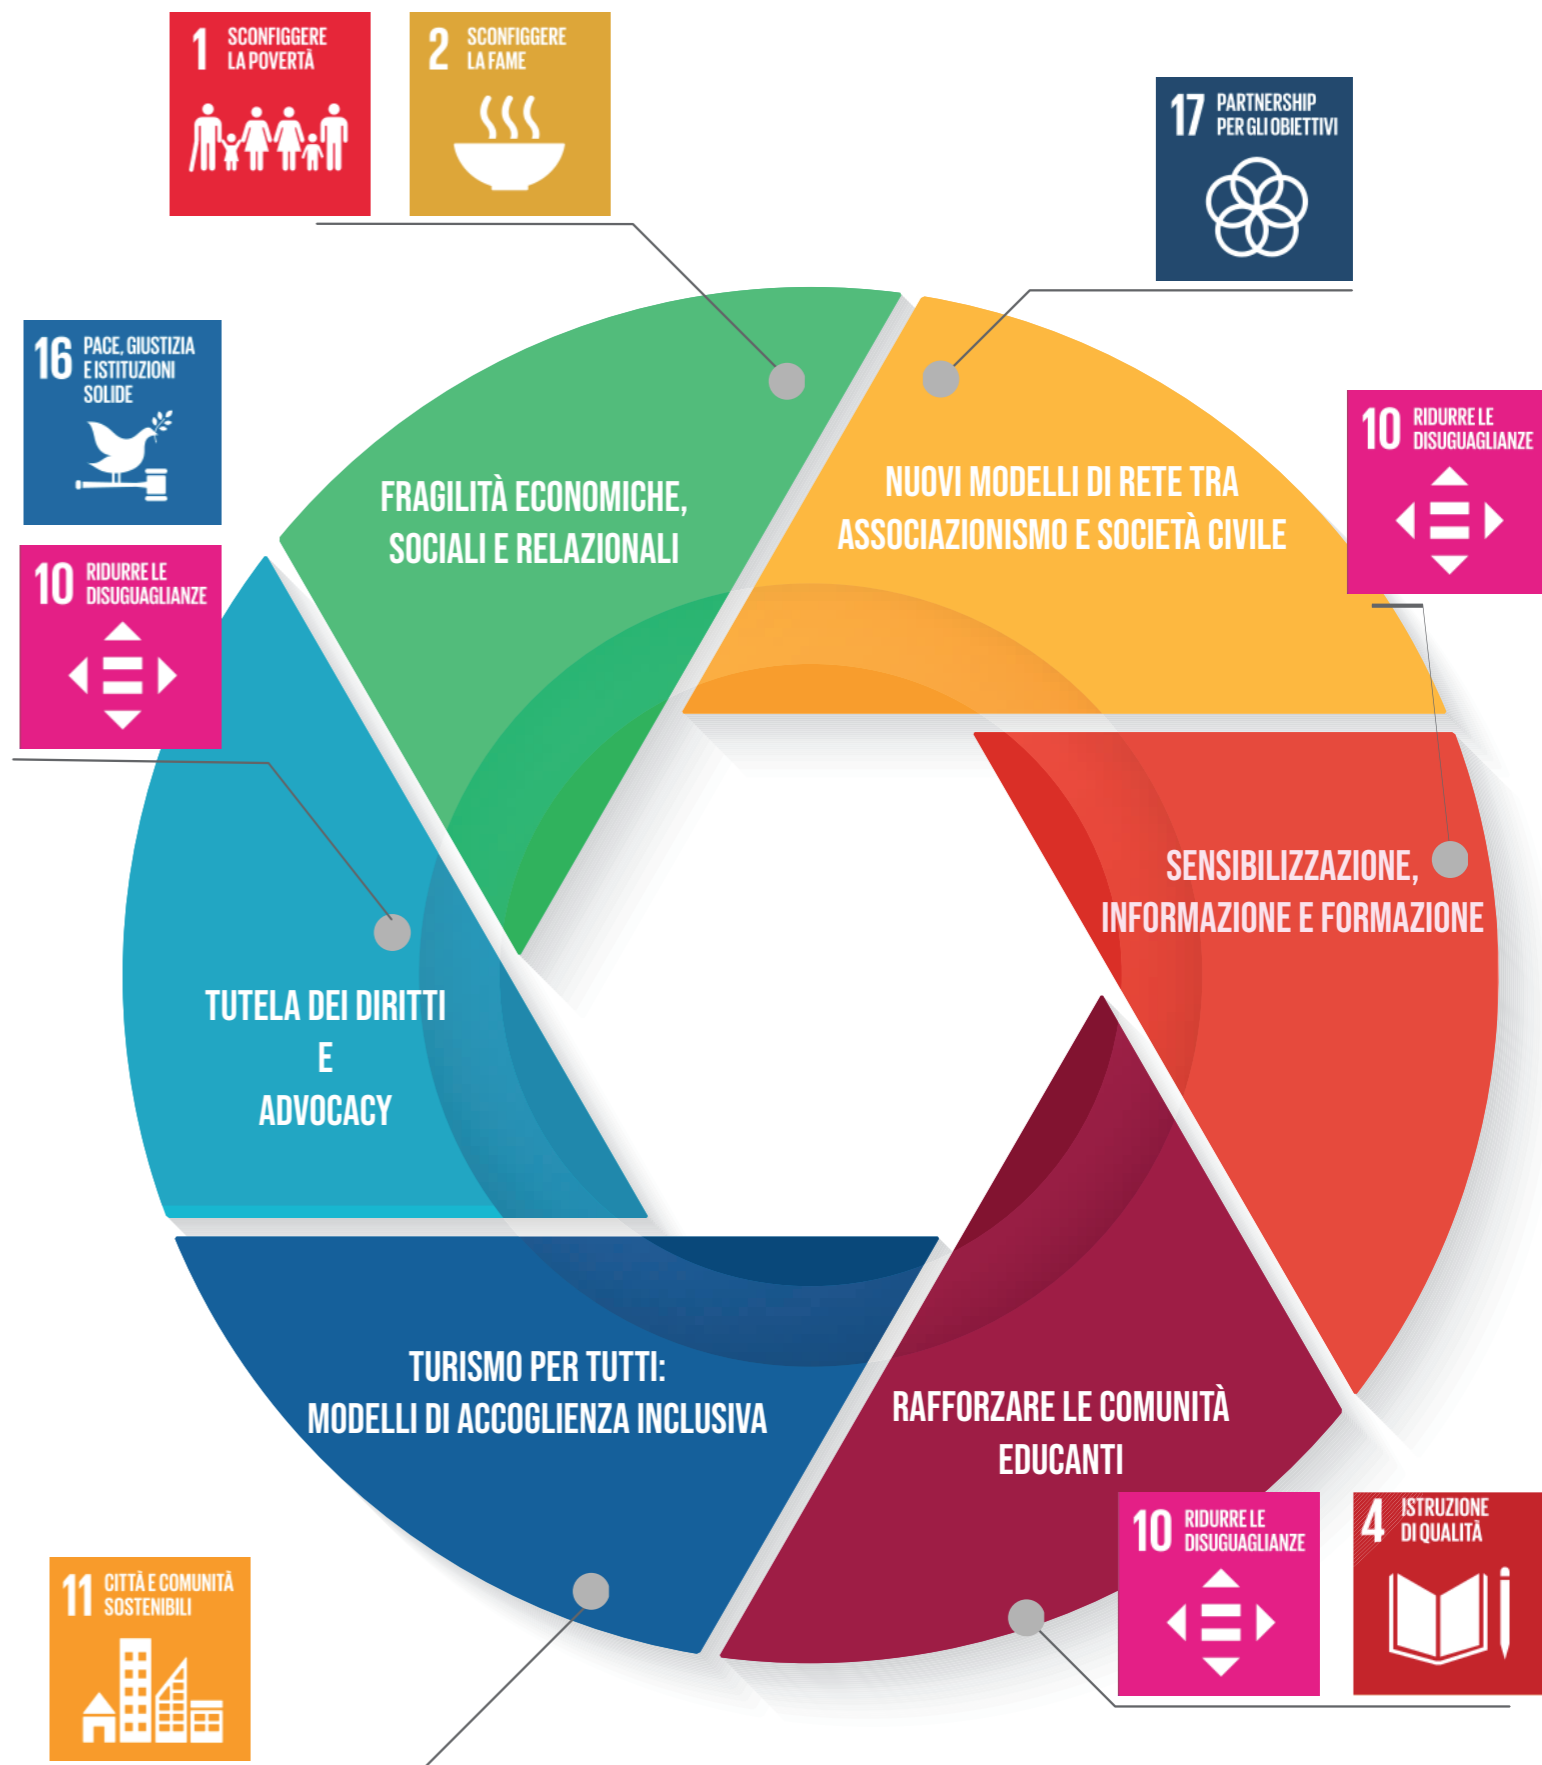 1 SCONFIGGERE
LA POVERTÀ
2 SCONFIGGERE
LA FAME
17 PARTNERSHIP
PER GLI OBIETTIVI
16 PACE, GIUSTIZIA
E ISTITUZIONI
SOLIDE
10 RIDURRE LE
DISUGUAGLIANZE
10 RIDURRE LE
DISUGUAGLIANZE
FRAGILITÀ ECONOMICHE,
SOCIALI E RELAZIONALI
NUOVI MODELLI DI RETE TRA
ASSOCIAZIONISMO E SOCIETÀ CIVILE
SENSIBILIZZAZIONE,
INFORMAZIONE E FORMAZIONE
TUTELA DEI DIRITTI
E
ADVOCACY
TURISMO PER TUTTI:
MODELLI DI ACCOGLIENZA INCLUSIVA
RAFFORZARE LE COMUNITÀ
EDUCANTI
11 CITTÀ E COMUNITÀ
SOSTENIBILI
10 RIDURRE LE
DISUGUAGLIANZE
4 ISTRUZIONE
DI QUALITÀ